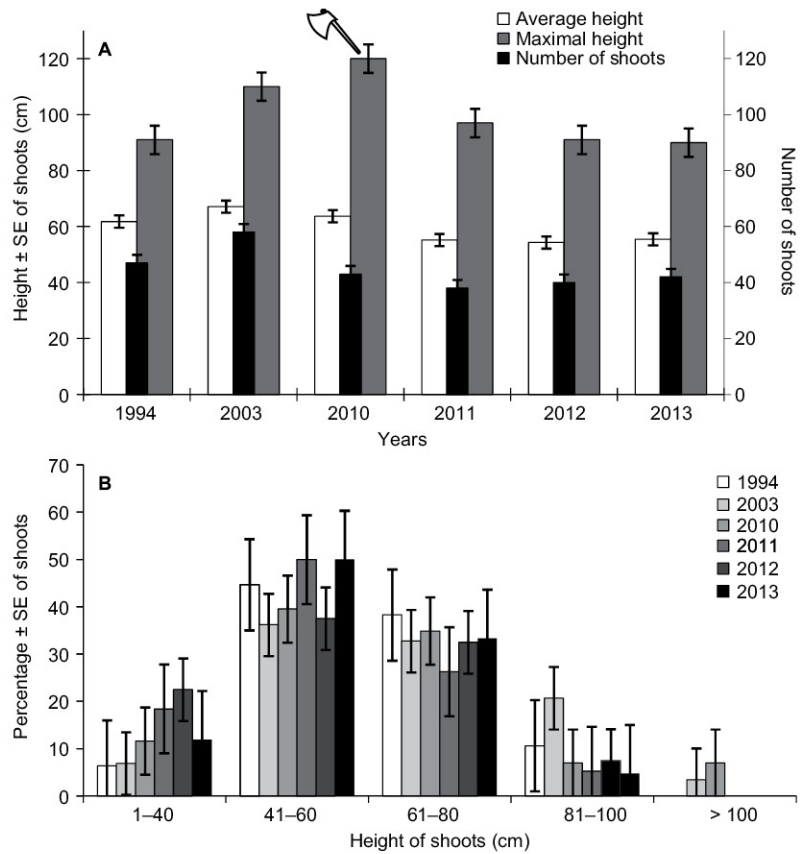 A
Average height
Maximal height
Number of shoots
Height ± SE of shoots (cm)
120
100
80
60
40
20
0
120
100
80
60
40
20
0
Number of shoots
1994 2003 2010 2011 2012 2013
Years
B
1994
2003
2010
2011
2012
2013
Percentage ± SE of shoots
70
60
50
40
30
20
10
0
1–40 41–60 61–80 81–100 > 100
Height of shoots (cm)